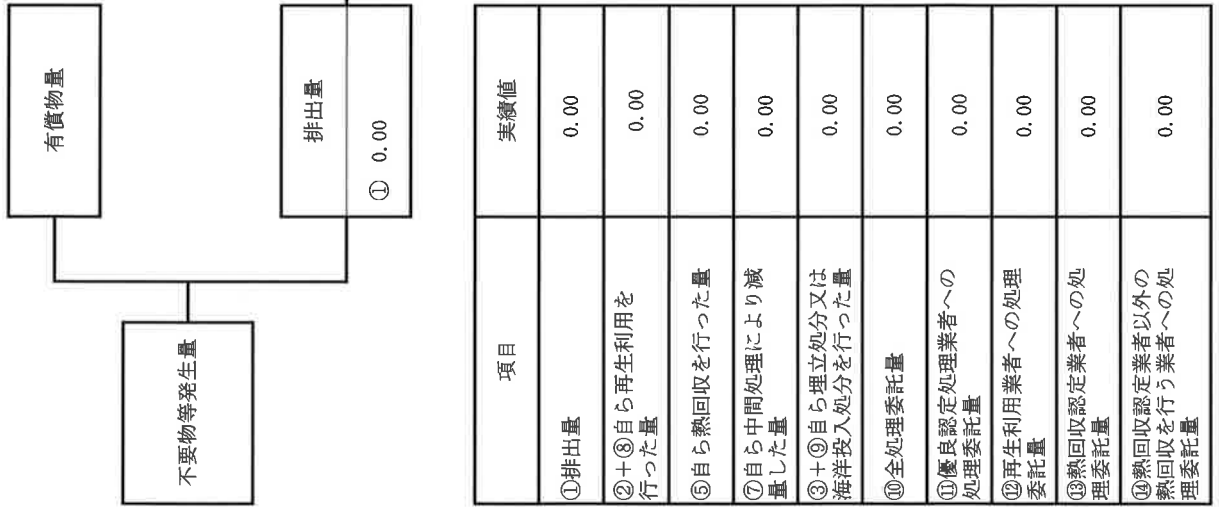 有償物量
不要物等発生量
排出量
① 0.00
項目
実績値
①排出量
0.00
②+⑧自ら再生利用を
行った量
0.00
⑤自ら熱回収を行った量
0.00
⑦自ら中間処理により減
量した量
0.00
③+⑨自ら埋立処分又は
海洋投入処分を行った量
0.00
⑩全処理委託量
0.00
⑪優良認定処理業者への
処理委託量
0.00
⑫再生利用業者への処理
委託量
0.00
⑬熱回収認定業者への処
理委託量
0.00
⑭熱回収認定業者以外の
熱回収を行う業者への処
理委託量
0.00